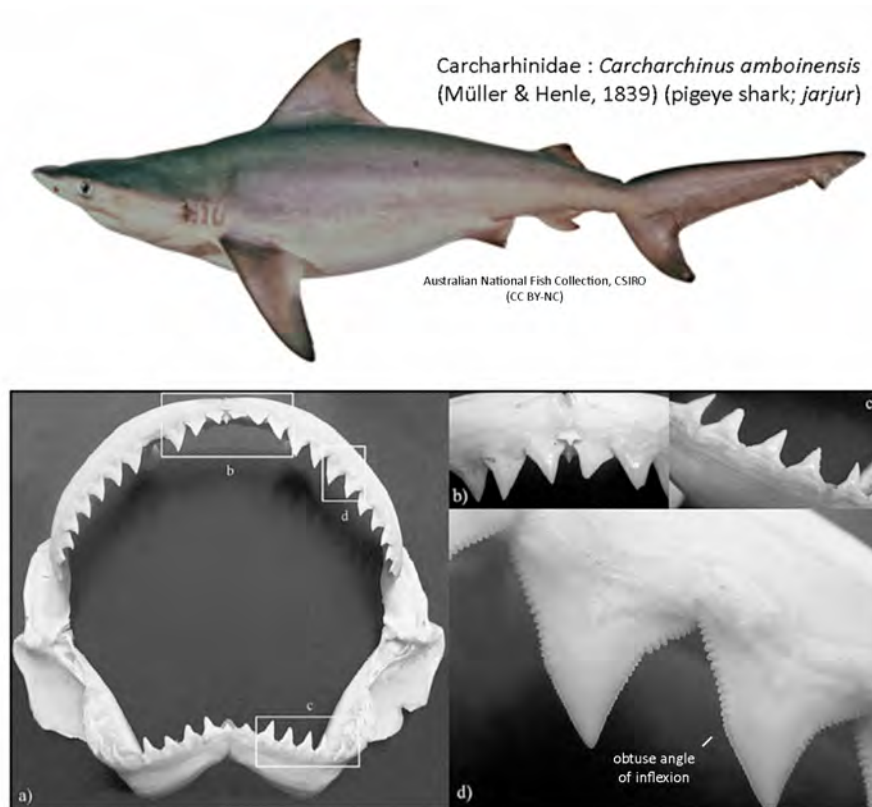 Carcharhinidae : Carcharchinus amboinensis
(Müller & Henle, 1839) (pigeye shark; jarjur)
Australian National Fish Collection, CSIRO
(CC BY-NC)
b
d
c
a)
b)
c
d)
obtuse angle
of inflexion